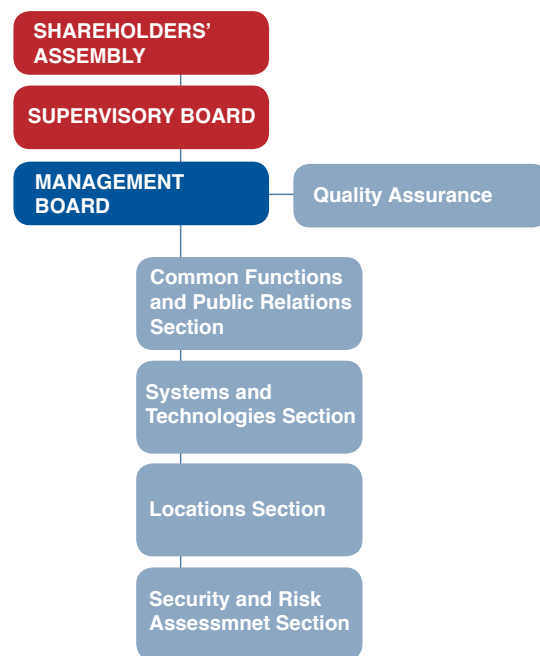 SHAREHOLDERS'
ASSEMBLY
SUPERVISORY BOARD
MANAGEMENT
BOARD
Quality Assurance
Common Functions
and Public Relations
Section
Systems and
Technologies Section
Locations Section
Security and Risk
Assessmnet Section